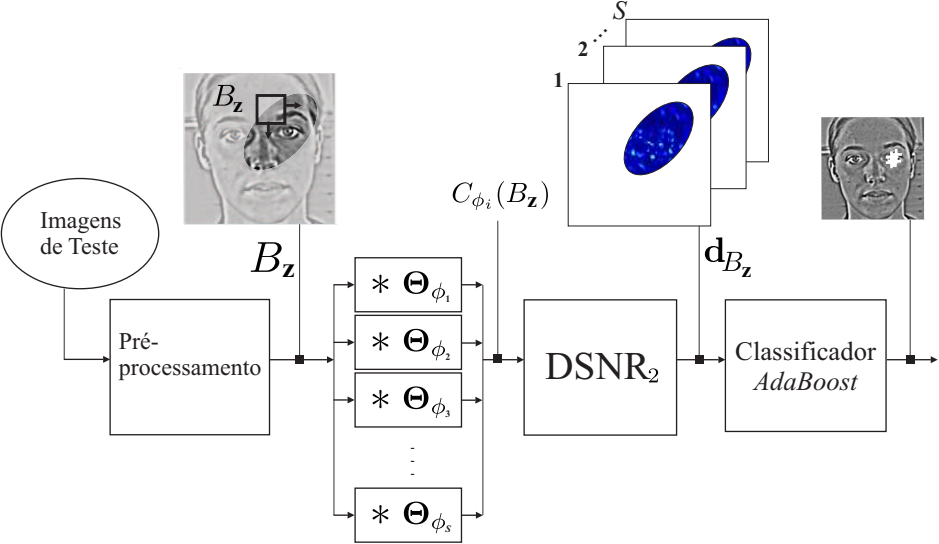 S
2
1
B_z
C_{ϕ_i}(B_z)
Imagens
de Teste
B_z
d_{B_z}
∗ Θ_{ϕ_1}
Pré-
processamento
∗ Θ_{ϕ_2}
DSNR_2
Classificador
AdaBoost
∗ Θ_{ϕ_3}
∗ Θ_{ϕ_S}